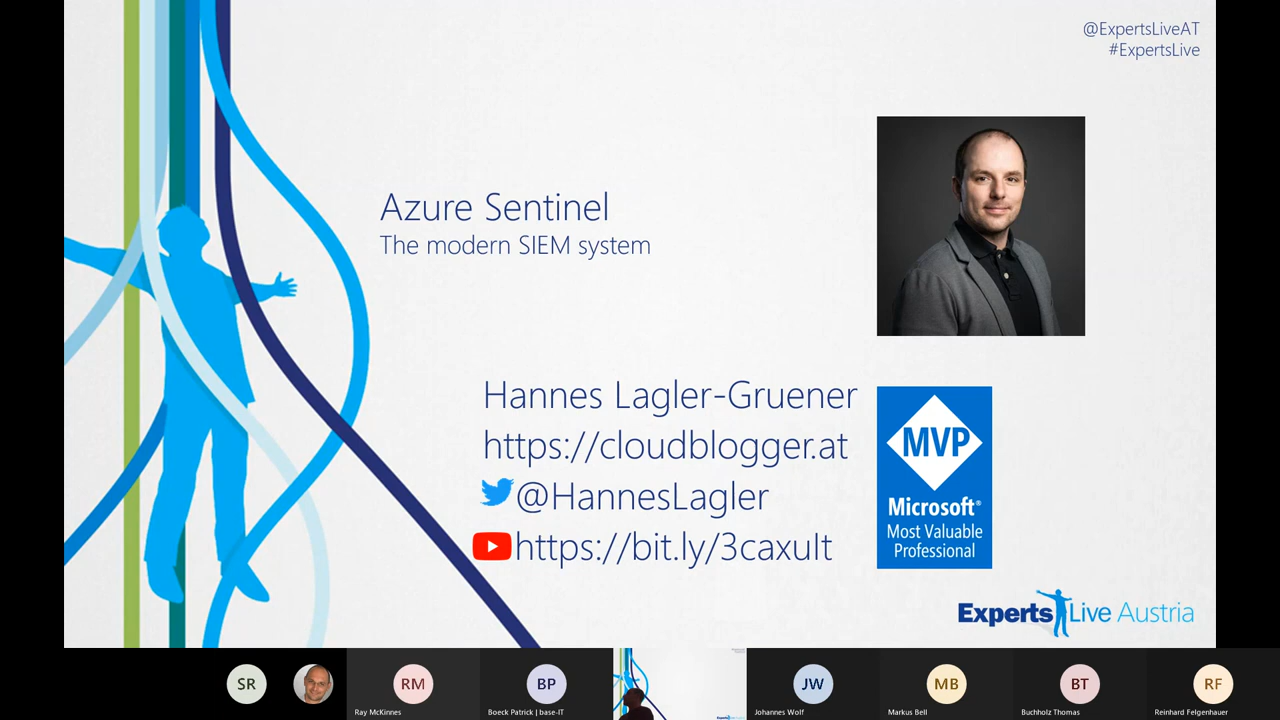 @ExpertsLiveAT
#ExpertsLive
Azure Sentinel
The modern SIEM system
Hannes Lagler-Gruener
https://cloudblogger.at
@HannesLagler
https://bit.ly/3caxuIt
MVP
Microsoft®
Most Valuable
Professional
Experts Live Austria
SR
RM
BP
JW
MB
BT
RF
Ray McKinnes
Boeck Patrick | base-IT
Johannes Wolf
Markus Bell
Buchholz Thomas
Reinhard Felgenhauer